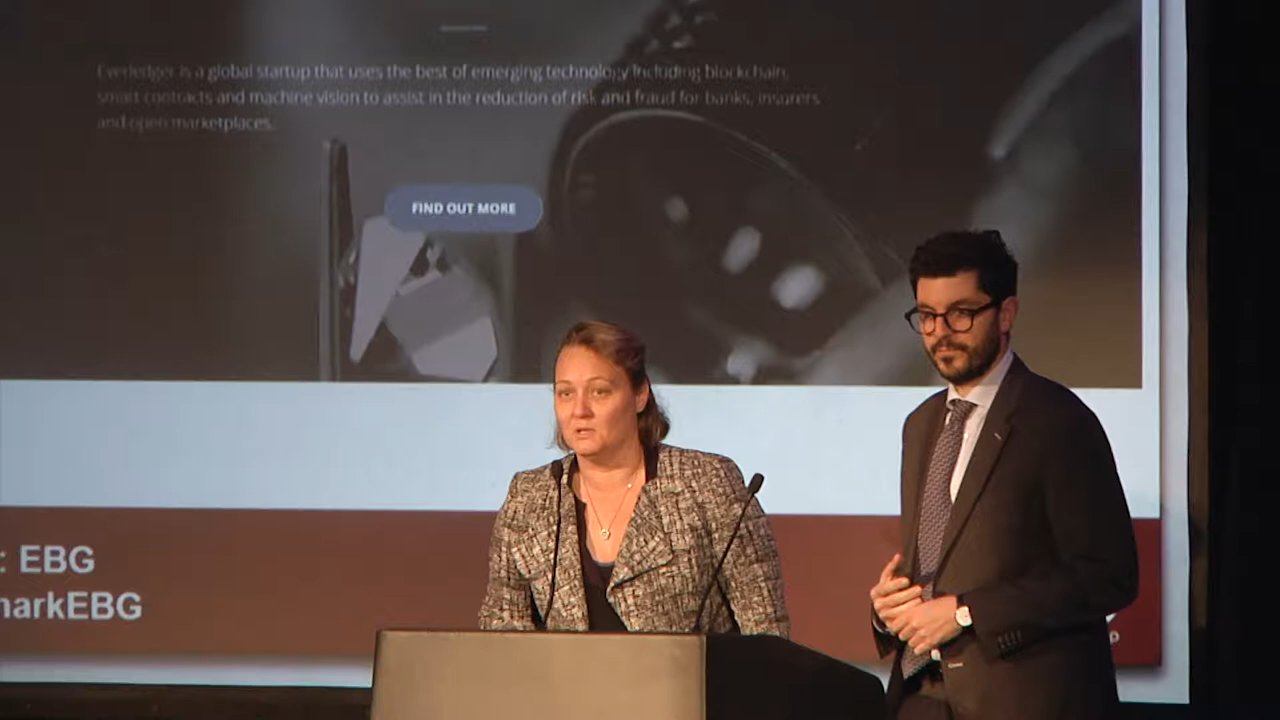 Everledger is a global startup that uses the best of emerging technology including blockchain,
smart contracts and machine vision to assist in the reduction of risk and fraud for banks, insurers
and open marketplaces.
FIND OUT MORE
: EBG
narkEBG